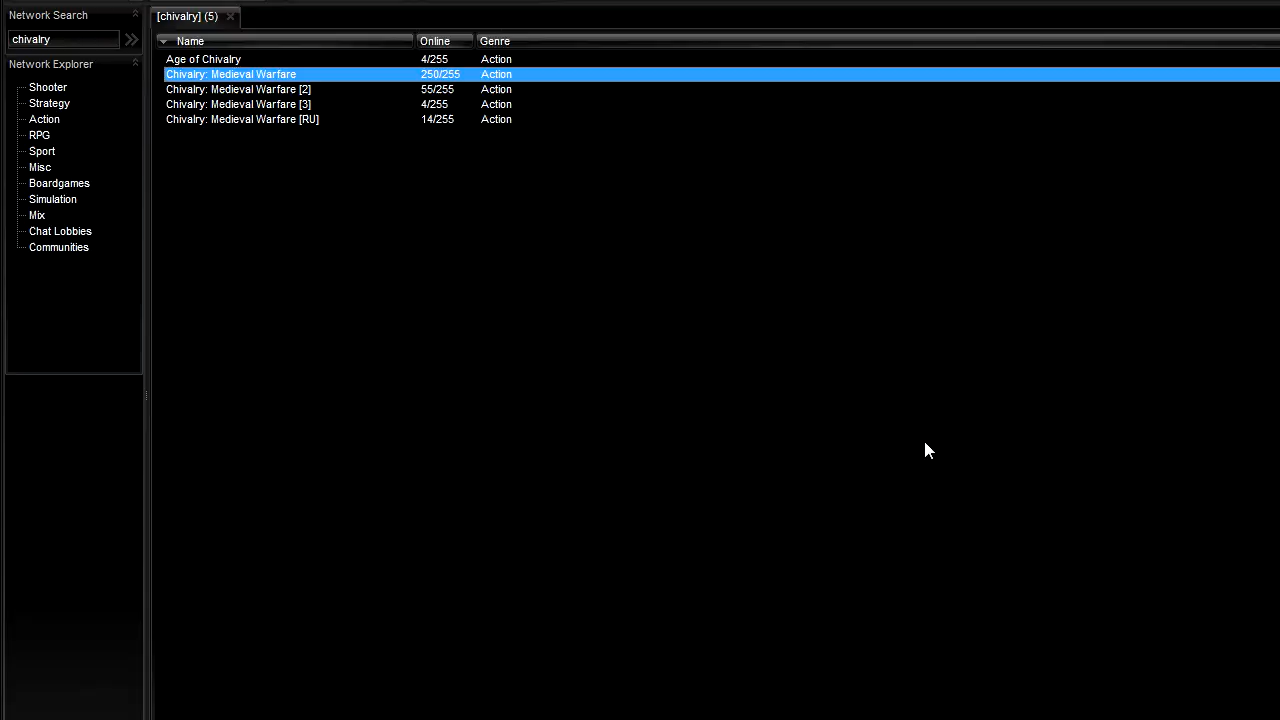 Network Search
chivalry
Network Explorer
Shooter
Strategy
Action
RPG
Sport
Misc
Boardgames
Simulation
Mix
Chat Lobbies
Communities
[chivalry] (5)
Name Online Genre
Age of Chivalry 4/255 Action
Chivalry: Medieval Warfare 250/255 Action
Chivalry: Medieval Warfare [2] 55/255 Action
Chivalry: Medieval Warfare [3] 4/255 Action
Chivalry: Medieval Warfare [RU] 14/255 Action